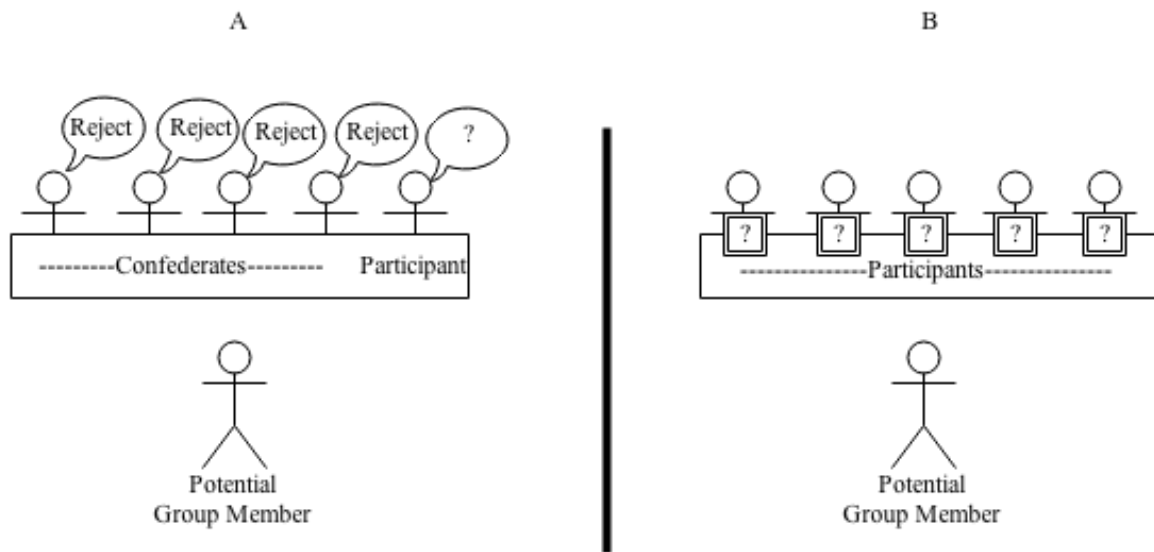 A
B
Reject
Reject
Reject
Reject
?
---------Confederates---------
Participant
?
?
?
?
?
---------------Participants---------------
Potential
Group Member
Potential
Group Member